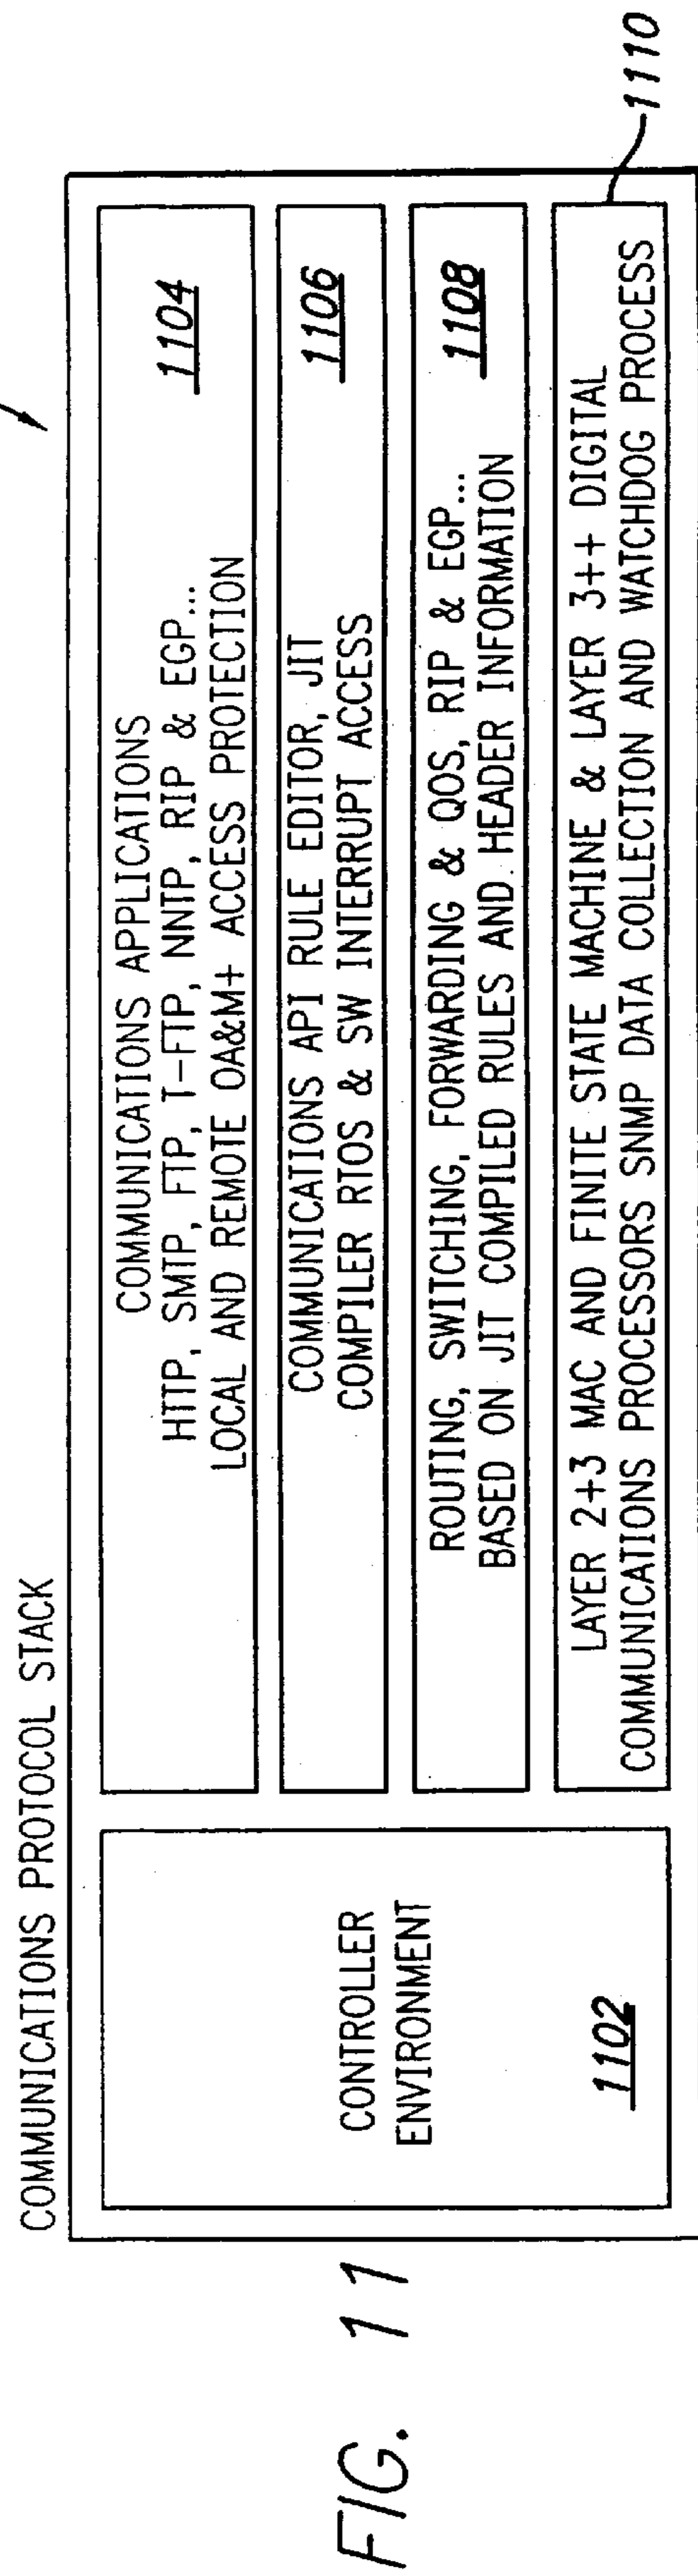 COMMUNICATIONS PROTOCOL STACK
CONTROLLER
ENVIRONMENT
1102
COMMUNICATIONS APPLICATIONS
HTTP, SMTP, FTP, T-FTP, NNTP, RIP & EGP...
LOCAL AND REMOTE OA&M+ ACCESS PROTECTION
1104
COMMUNICATIONS API RULE EDITOR, JIT
COMPILER RTOS & SW INTERRUPT ACCESS
1106
ROUTING, SWITCHING, FORWARDING & QOS, RIP & EGP...
BASED ON JIT COMPILED RULES AND HEADER INFORMATION
1108
LAYER 2+3 MAC AND FINITE STATE MACHINE & LAYER 3++ DIGITAL
COMMUNICATIONS PROCESSORS SNMP DATA COLLECTION AND WATCHDOG PROCESS
1110
FIG. 11